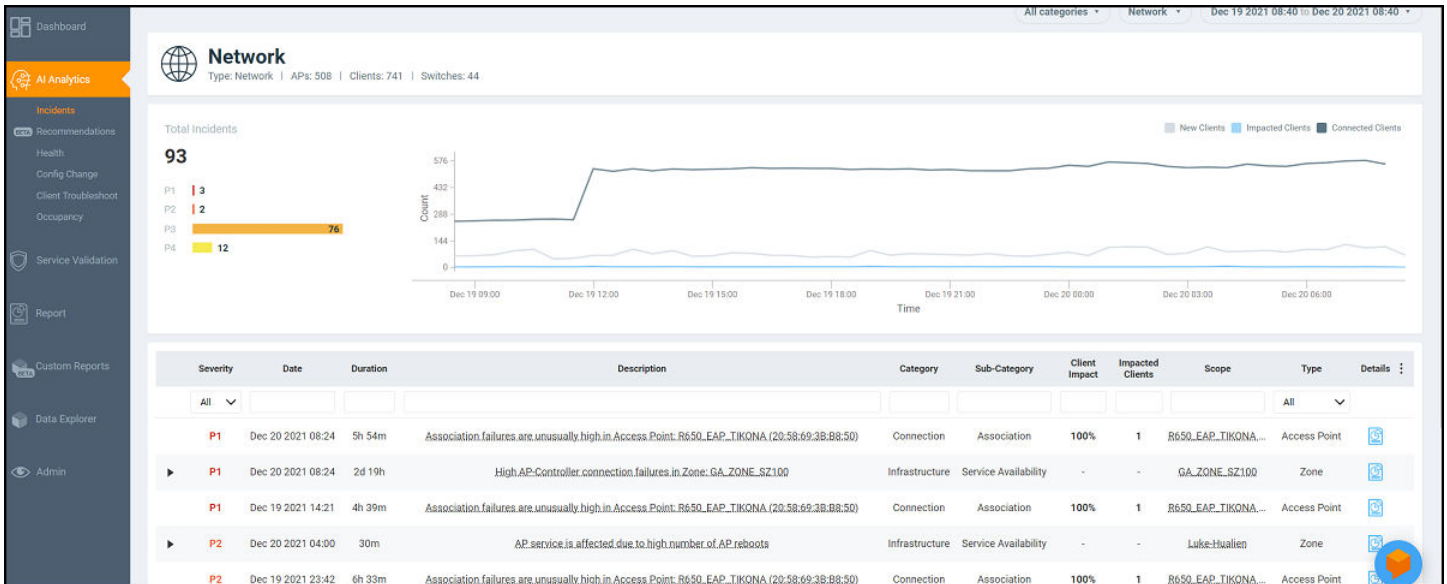 All categories
Network
Dec 19 2021 08:40 to Dec 20 2021 08:40
Dashboard
AI Analytics
Incidents
BETA Recommendations
Health
Config Change
Client Troubleshoot
Occupancy
Service Validation
Report
Custom Reports
BETA
Data Explorer
Admin
Network
Type: Network | APs: 508 | Clients: 741 | Switches: 44
Total Incidents
93
P1 3
P2 2
P3 76
P4 12
New Clients Impacted Clients Connected Clients
Count
576
432
288
144
0
Dec 19 09:00 Dec 19 12:00 Dec 19 15:00 Dec 19 18:00 Dec 19 21:00 Dec 20 00:00 Dec 20 03:00 Dec 20 06:00
Time
Severity Date Duration Description Category Sub-Category Client Impact Impacted Clients Scope Type Details
All All
P1 Dec 20 2021 08:24 5h 54m Association failures are unusually high in Access Point: R650_EAP_TIKONA (20:58:69:3B:B8:50) Connection Association 100% 1 R650_EAP_TIKONA... Access Point
P1 Dec 20 2021 08:24 2d 19h High AP-Controller connection failures in Zone: GA_ZONE_SZ100 Infrastructure Service Availability - - GA_ZONE_SZ100 Zone
P1 Dec 19 2021 14:21 4h 39m Association failures are unusually high in Access Point: R650_EAP_TIKONA (20:58:69:3B:B8:50) Connection Association 100% 1 R650_EAP_TIKONA... Access Point
P2 Dec 20 2021 04:00 30m AP service is affected due to high number of AP reboots Infrastructure Service Availability - - Luke-Hualien Zone
P2 Dec 19 2021 23:42 6h 33m Association failures are unusually high in Access Point: R650_EAP_TIKONA (20:58:69:3B:B8:50) Connection Association 100% 1 R650_EAP_TIKONA... Access Point